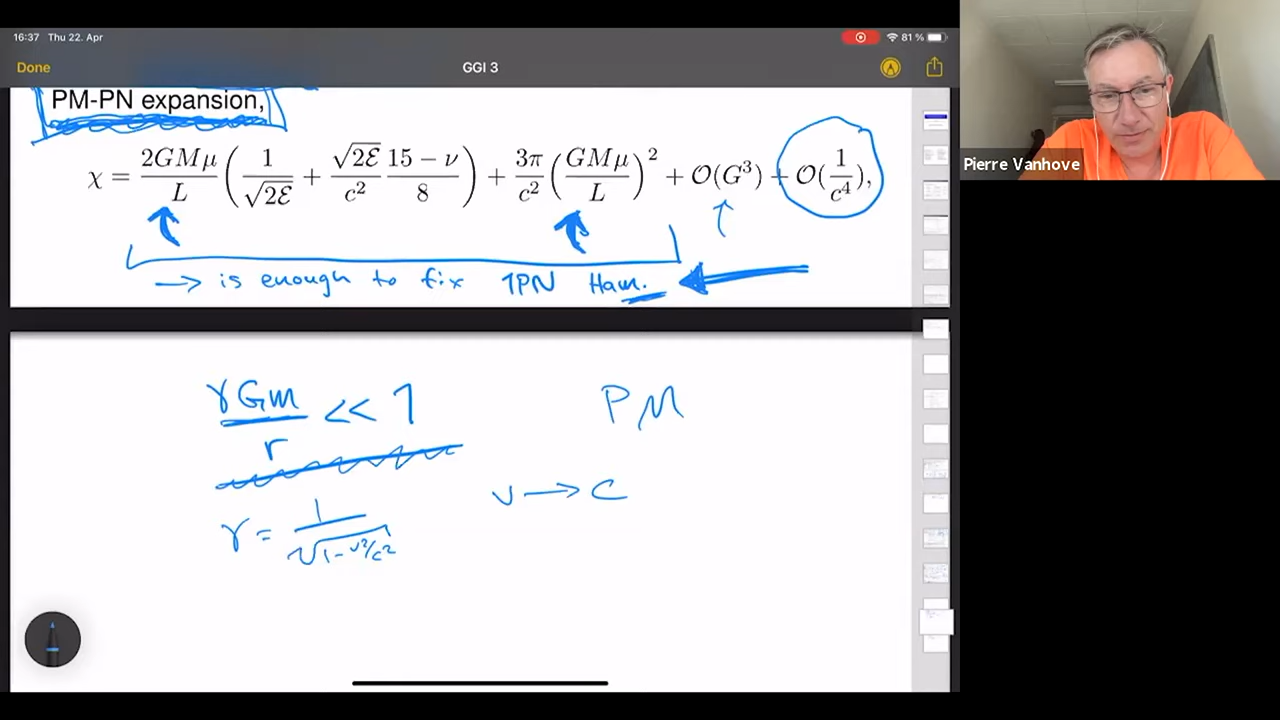 16:37 Thu 22. Apr 81 %
Done GGI 3
PM-PN expansion,
χ = 2GMμ/L (1/√2ℰ + √2ℰ/c² 15 − ν/8) + 3π/c² (GMμ/L)² + O(G³) + O(1/c⁴),
→ is enough to fix 1PN Ham.
Pierre Vanhove
γGm/r << 1 PM
v → c
γ = 1/√1-v²/c²